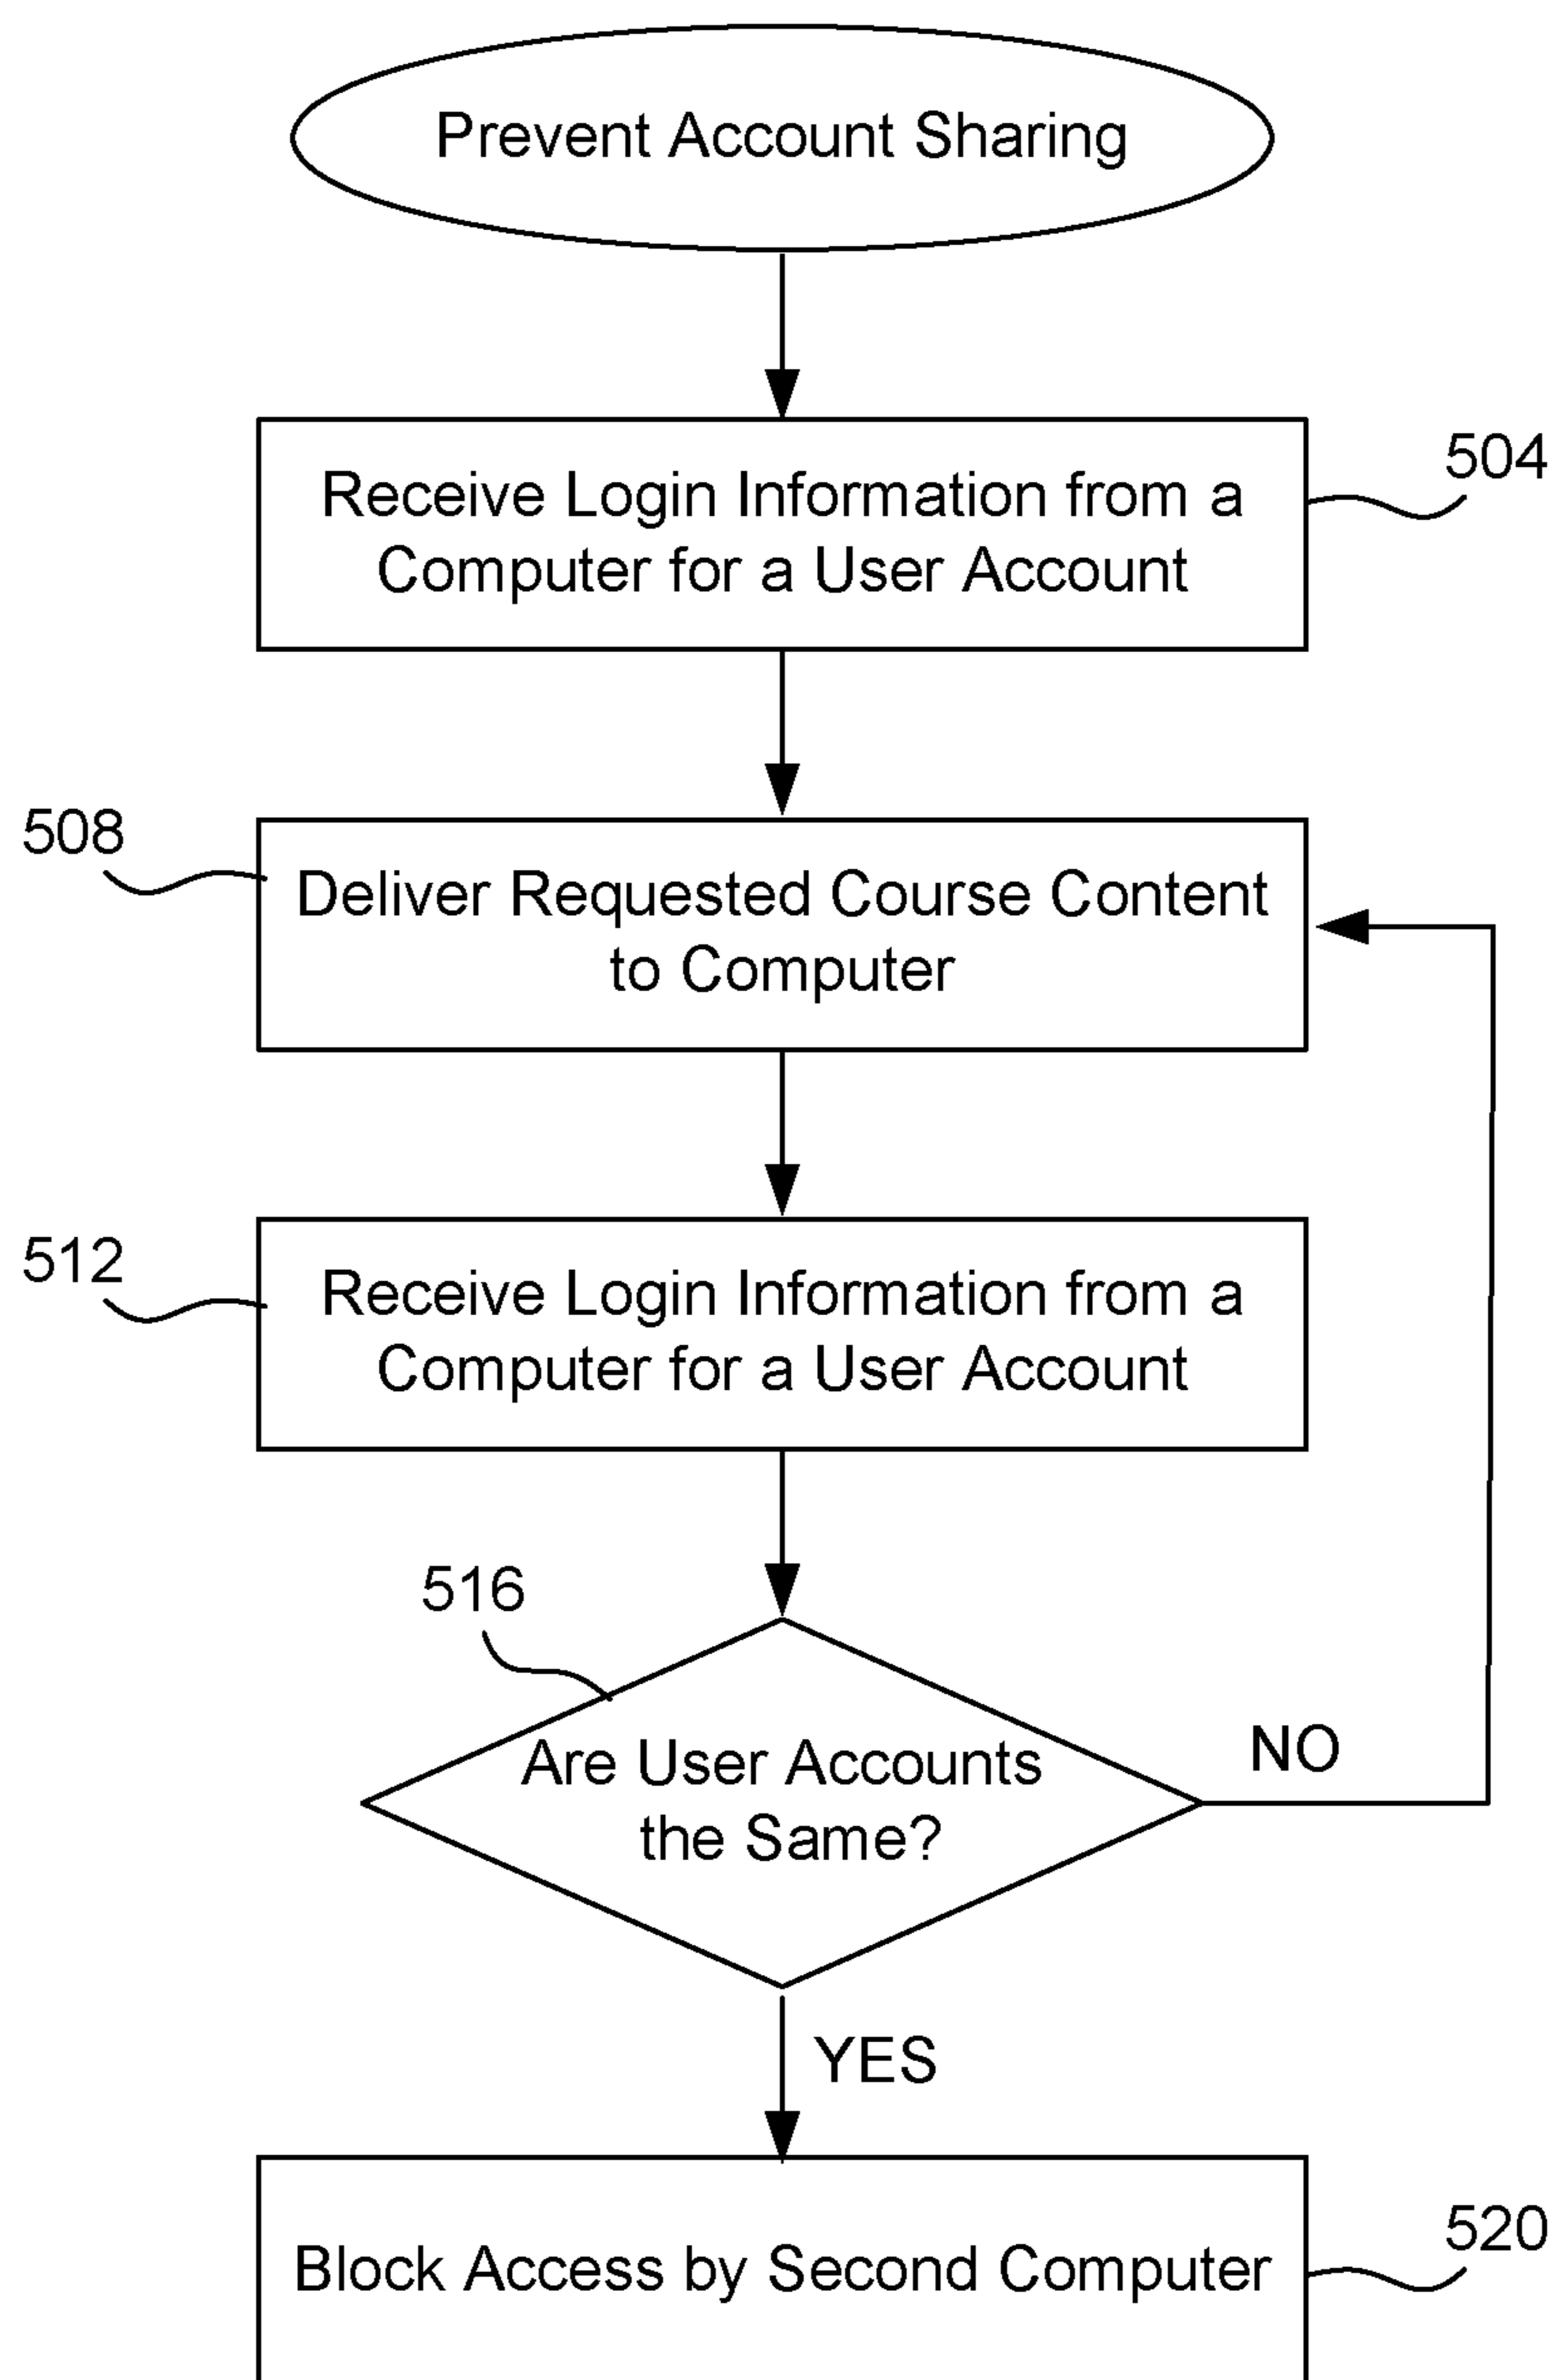 Prevent Account Sharing
504
Receive Login Information from a
Computer for a User Account
508
Deliver Requested Course Content
to Computer
512
Receive Login Information from a
Computer for a User Account
516
Are User Accounts
the Same?
NO
YES
520
Block Access by Second Computer